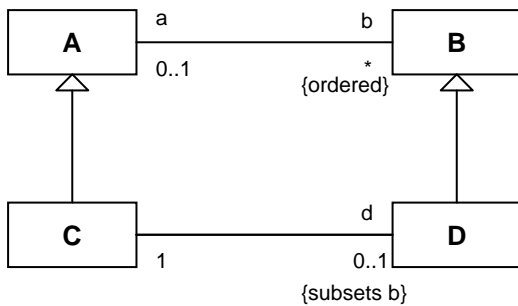 a b
A B
0..1 *
{ordered}
d
C D
1 0..1
{subsets b}